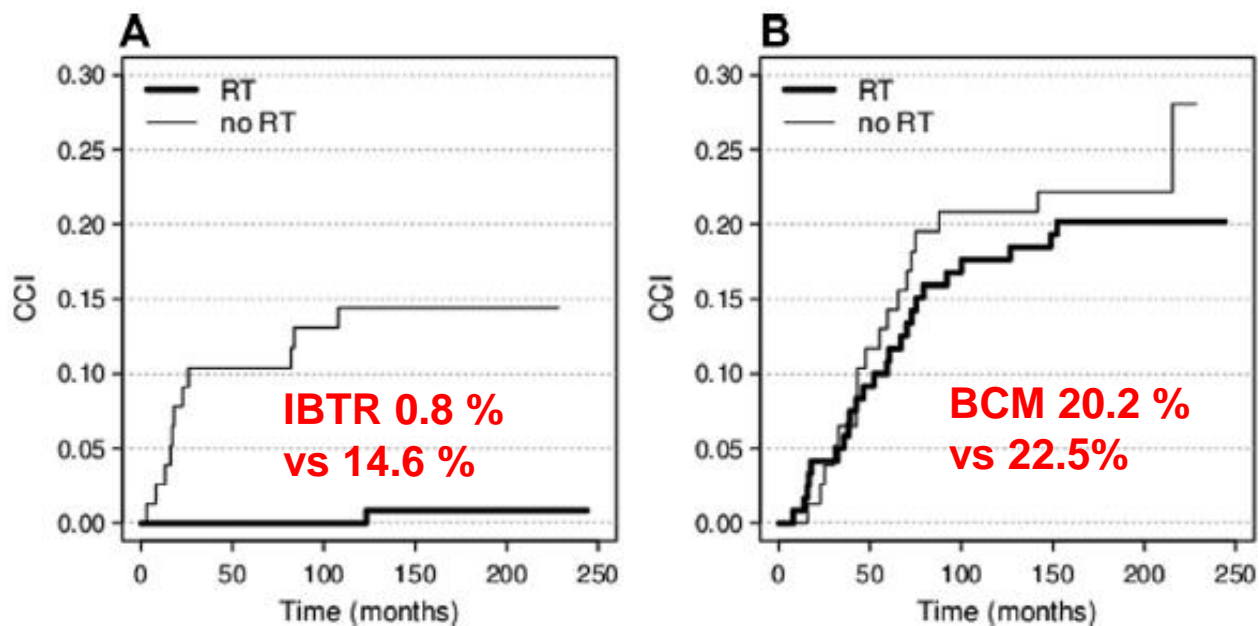 A
RT
no RT
0.30
0.25
0.20
0.15
0.10
0.05
0.00
CCI
IBTR 0.8 %
vs 14.6 %
0 50 100 150 200 250
Time (months)
B
RT
no RT
0.30
0.25
0.20
0.15
0.10
0.05
0.00
CCI
BCM 20.2 %
vs 22.5%
0 50 100 150 200 250
Time (months)